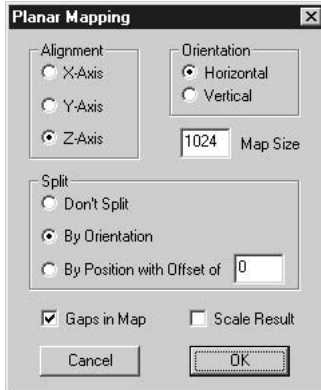 Planar Mapping
Alignment
X-Axis
Y-Axis
Z-Axis
Orientation
Horizontal
Vertical
1024 Map Size
Split
Don't Split
By Orientation
By Position with Offset of 0
Gaps in Map
Scale Result
Cancel
OK